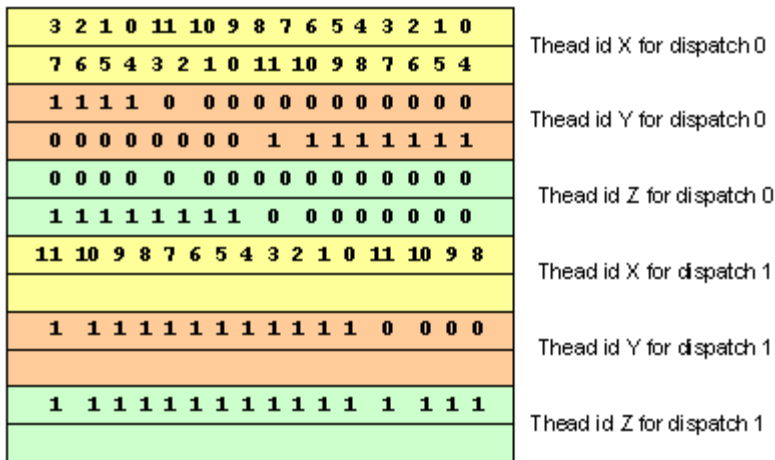 3 2 1 0 11 10 9 8 7 6 5 4 3 2 1 0
Thead id X for dispatch 0
7 6 5 4 3 2 1 0 11 10 9 8 7 6 5 4
1 1 1 1 0 0 0 0 0 0 0 0 0 0 0 0
Thead id Y for dispatch 0
0 0 0 0 0 0 0 0 1 1 1 1 1 1 1 1
0 0 0 0 0 0 0 0 0 0 0 0 0 0 0 0
Thead id Z for dispatch 0
1 1 1 1 1 1 1 1 0 0 0 0 0 0 0 0
11 10 9 8 7 6 5 4 3 2 1 0 11 10 9 8
Thead id X for dispatch 1
1 1 1 1 1 1 1 1 1 1 1 1 0 0 0 0
Thead id Y for dispatch 1
1 1 1 1 1 1 1 1 1 1 1 1 1 1 1 1
Thead id Z for dispatch 1